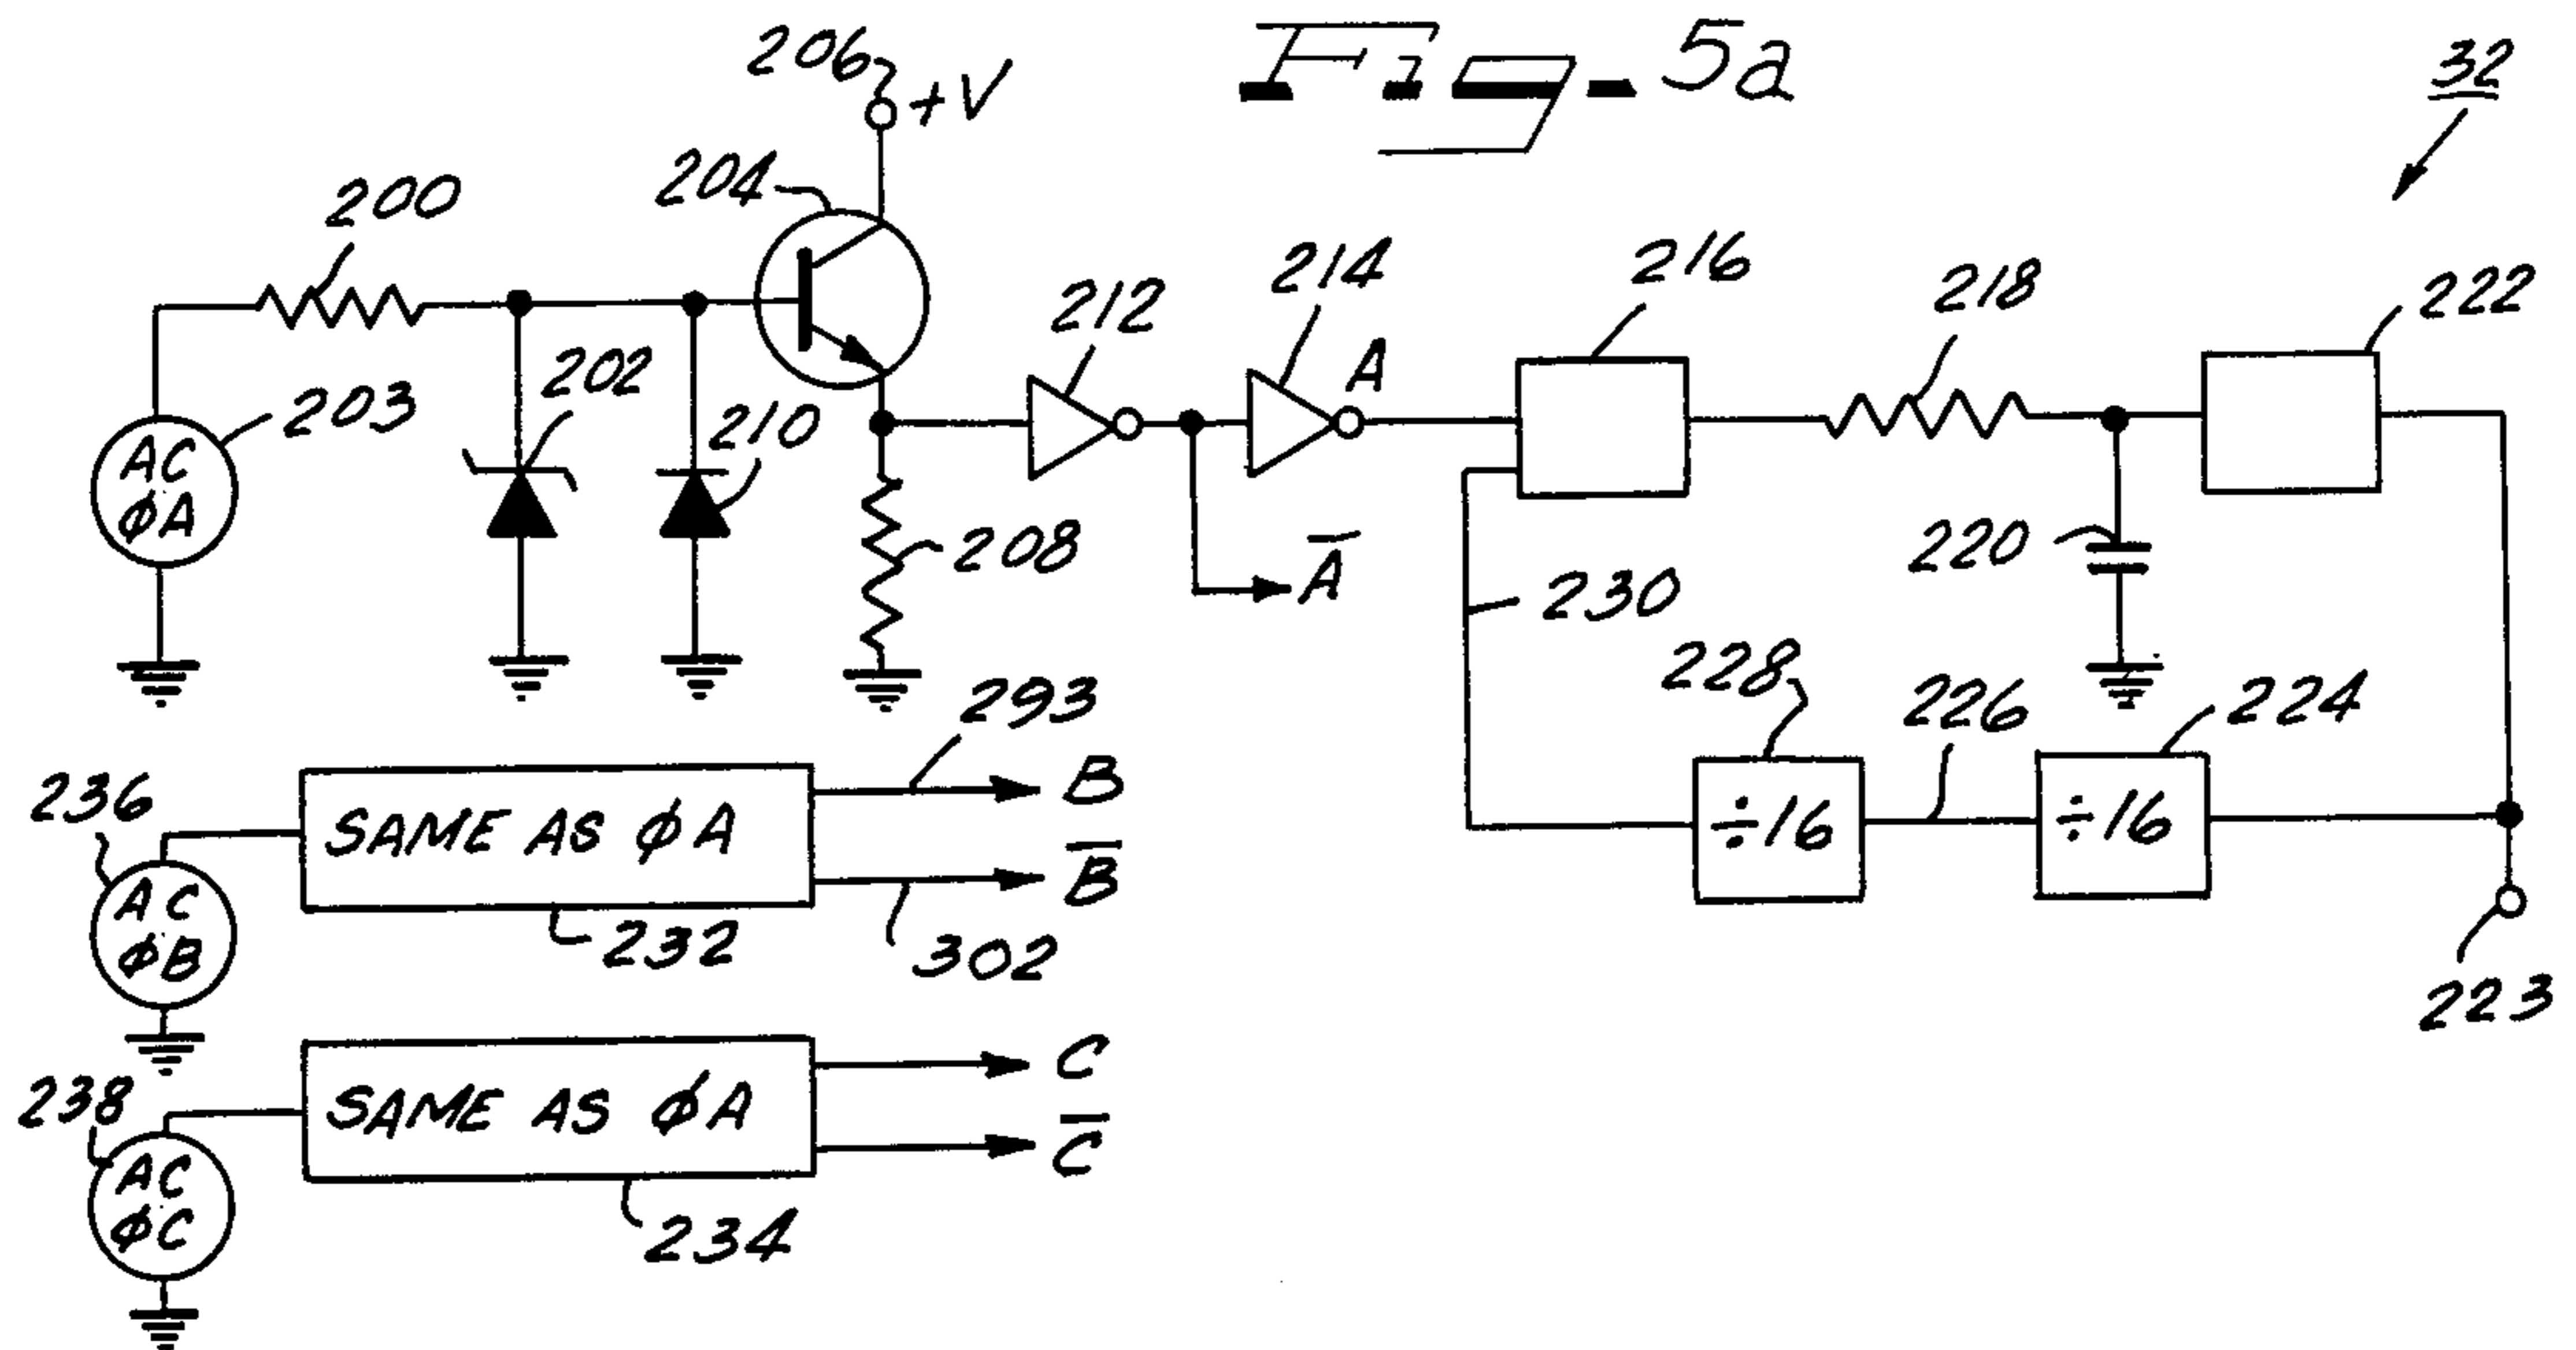 Fig-5a
32
206
+V
204
200
216
214
218
222
212
A
202
203
210
AC
ΦA
208
A̅
220
230
228
226
224
293
÷16
÷16
B
236
SAME AS ΦA
B̅
AC
ΦB
232
302
223
C
238
SAME AS ΦA
C̅
AC
ΦC
234